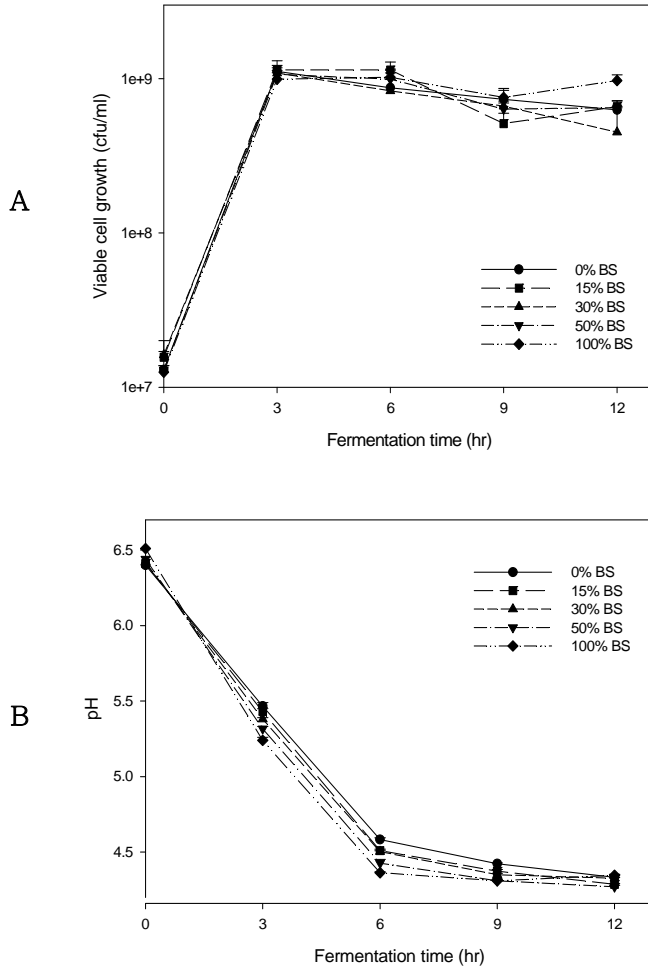 A
Viable cell growth (cfu/ml)
1e+9
1e+8
1e+7
0% BS
15% BS
30% BS
50% BS
100% BS
0 3 6 9 12
Fermentation time (hr)
B
pH
6.5
6.0
5.5
5.0
4.5
0% BS
15% BS
30% BS
50% BS
100% BS
0 3 6 9 12
Fermentation time (hr)